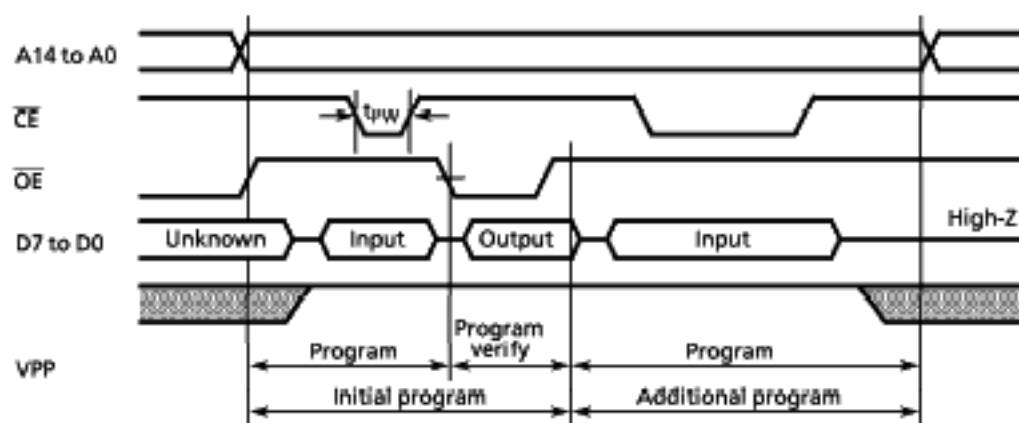 A14 to A0
CE
tPW
OE
High-Z
D7 to D0
Unknown
Input
Output
Input
Program
Program
verify
Program
VPP
Initial program
Additional program